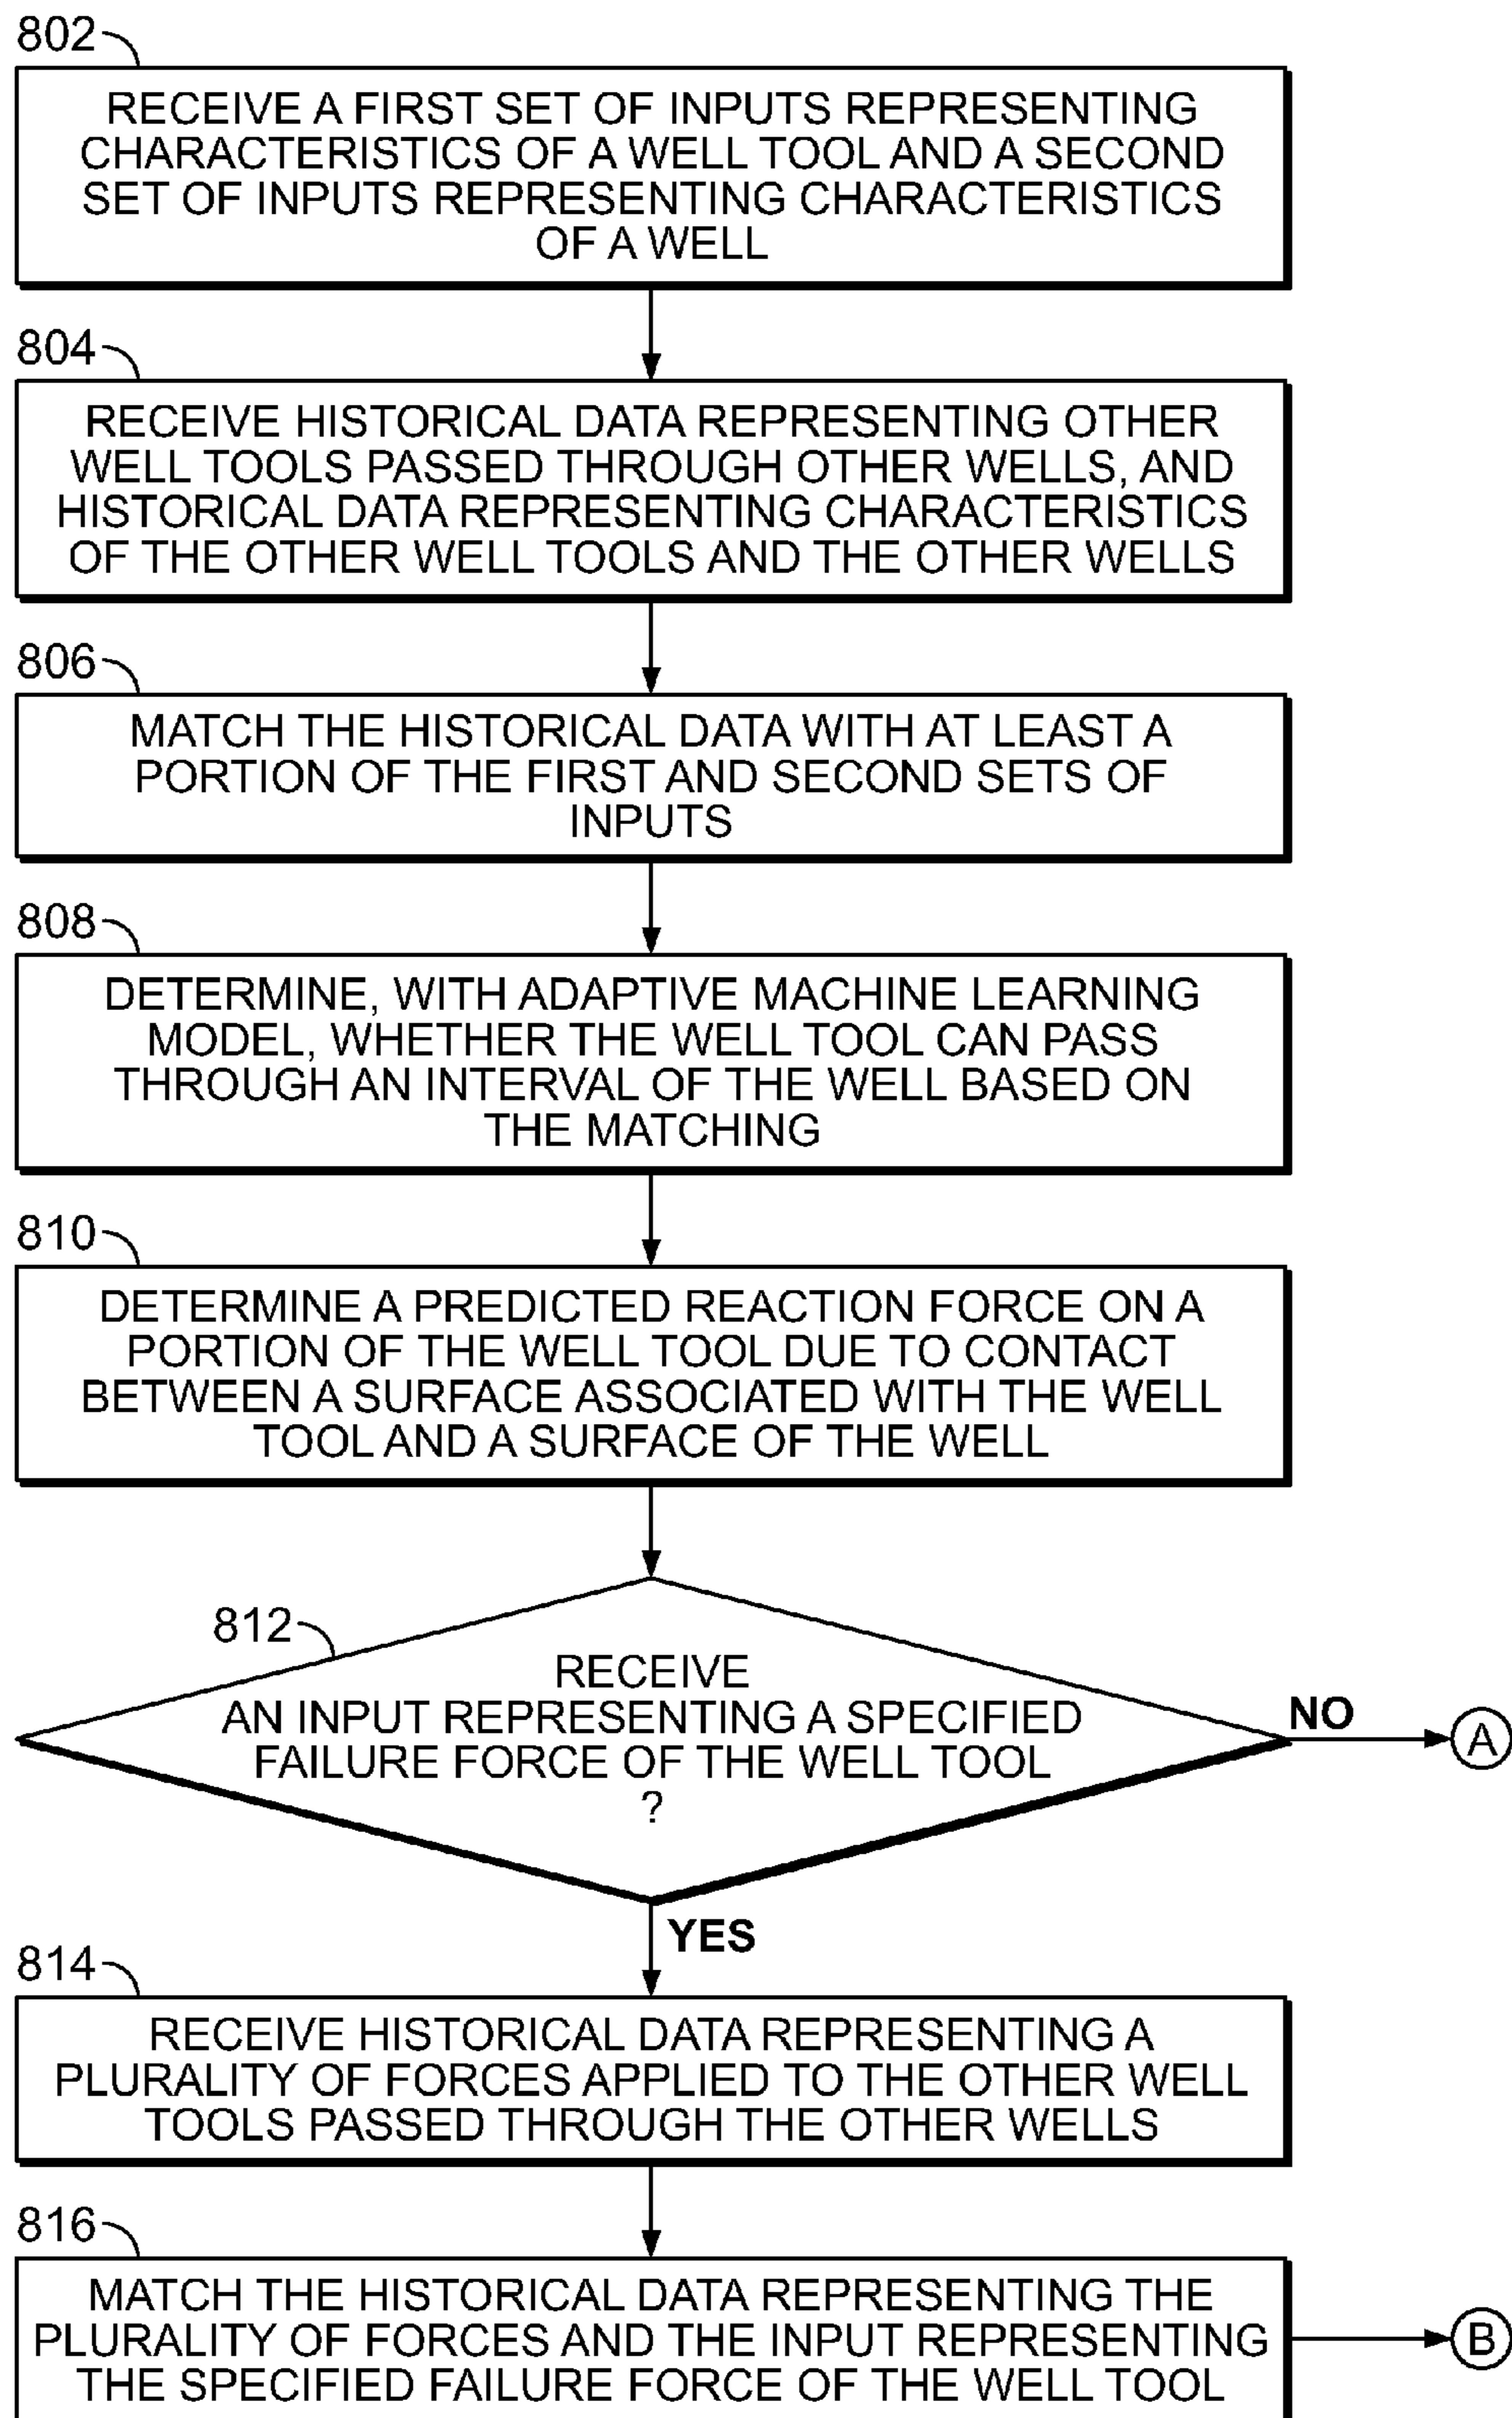 802
RECEIVE A FIRST SET OF INPUTS REPRESENTING
CHARACTERISTICS OF A WELL TOOL AND A SECOND
SET OF INPUTS REPRESENTING CHARACTERISTICS
OF A WELL
804
RECEIVE HISTORICAL DATA REPRESENTING OTHER
WELL TOOLS PASSED THROUGH OTHER WELLS, AND
HISTORICAL DATA REPRESENTING CHARACTERISTICS
OF THE OTHER WELL TOOLS AND THE OTHER WELLS
806
MATCH THE HISTORICAL DATA WITH AT LEAST A
PORTION OF THE FIRST AND SECOND SETS OF
INPUTS
808
DETERMINE, WITH ADAPTIVE MACHINE LEARNING
MODEL, WHETHER THE WELL TOOL CAN PASS
THROUGH AN INTERVAL OF THE WELL BASED ON
THE MATCHING
810
DETERMINE A PREDICTED REACTION FORCE ON A
PORTION OF THE WELL TOOL DUE TO CONTACT
BETWEEN A SURFACE ASSOCIATED WITH THE WELL
TOOL AND A SURFACE OF THE WELL
812
RECEIVE
AN INPUT REPRESENTING A SPECIFIED
FAILURE FORCE OF THE WELL TOOL
?
NO
A
YES
814
RECEIVE HISTORICAL DATA REPRESENTING A
PLURALITY OF FORCES APPLIED TO THE OTHER WELL
TOOLS PASSED THROUGH THE OTHER WELLS
816
MATCH THE HISTORICAL DATA REPRESENTING THE
PLURALITY OF FORCES AND THE INPUT REPRESENTING
THE SPECIFIED FAILURE FORCE OF THE WELL TOOL
B